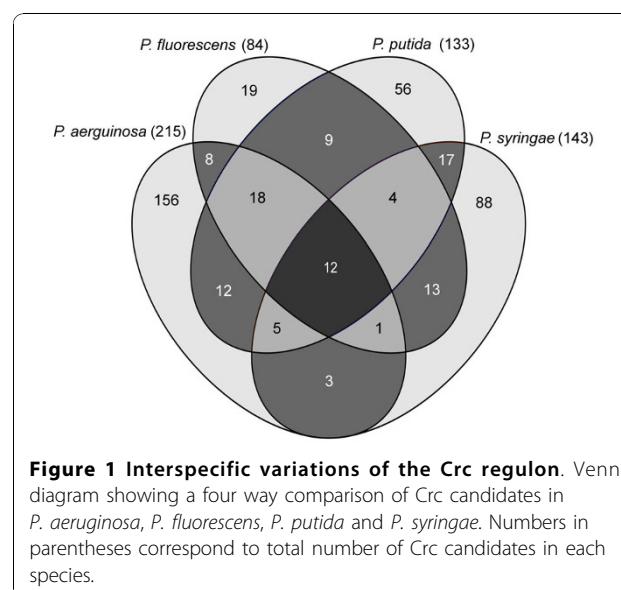 P. fluorescens (84)
P. putida (133)
P. aerguinosa (215)
P. syringae (143)
19
56
9
8
17
156
18
4
88
12
12
13
5
1
3
Figure 1 Interspecific variations of the Crc regulon. Venn
diagram showing a four way comparison of Crc candidates in
P. aeruginosa, P. fluorescens, P. putida and P. syringae. Numbers in
parentheses correspond to total number of Crc candidates in each
species.